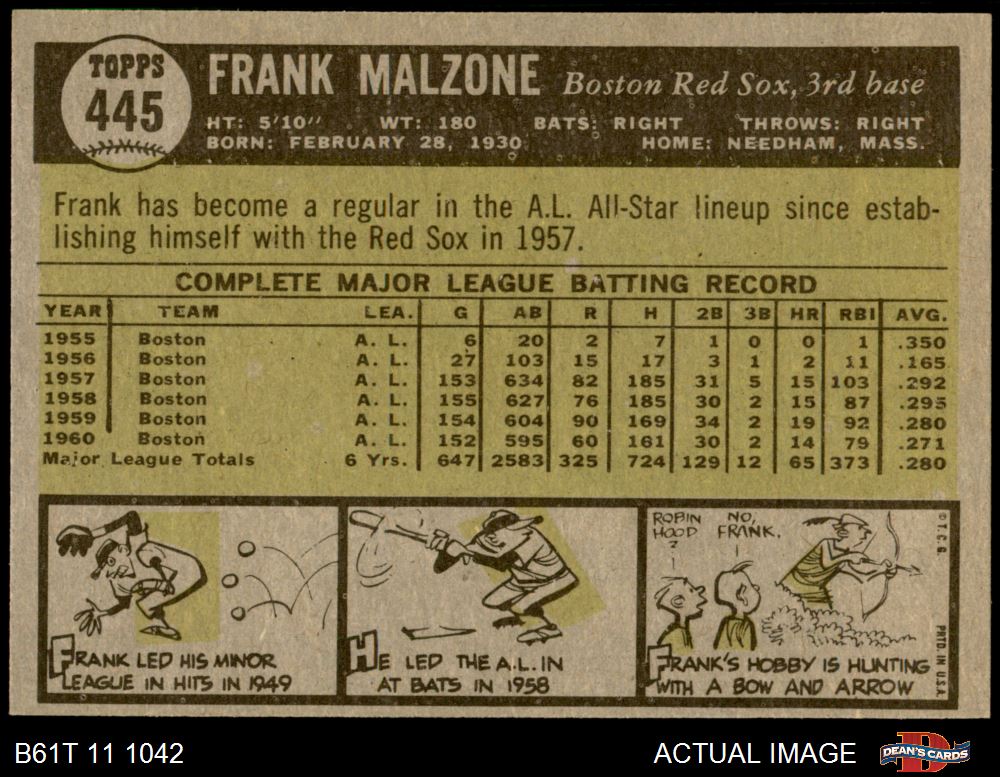 TOPPS
445
FRANK MALZONE Boston Red Sox, 3rd base
HT: 5'10" WT: 180 BATS: RIGHT THROWS: RIGHT
BORN: FEBRUARY 28, 1930 HOME: NEEDHAM, MASS.
Frank has become a regular in the A.L. All-Star lineup since estab-
lishing himself with the Red Sox in 1957.
COMPLETE MAJOR LEAGUE BATTING RECORD
YEAR TEAM LEA. G AB R H 2B 3B HR RBI AVG.
1955 Boston A. L. 6 20 2 7 1 0 0 1 .350
1956 Boston A. L. 27 103 15 17 3 1 2 11 .165
1957 Boston A. L. 153 634 82 185 31 5 15 103 .292
1958 Boston A. L. 155 627 76 185 30 2 15 87 .295
1959 Boston A. L. 154 604 90 169 34 2 19 92 .280
1960 Boston A. L. 152 595 60 161 30 2 14 79 .271
Major League Totals 6 Yrs. 647 2583 325 724 129 12 65 373 .280
FRANK LED HIS MINOR
LEAGUE IN HITS IN 1949
HE LED THE A.L. IN
AT BATS IN 1958
ROBIN
HOOD
?
NO,
FRANK.
FRANK'S HOBBY IS HUNTING
WITH A BOW AND ARROW
© T. C. G.
PRTD. IN U.S.A.
B61T 11 1042
ACTUAL IMAGE
DEAN'S CARDS